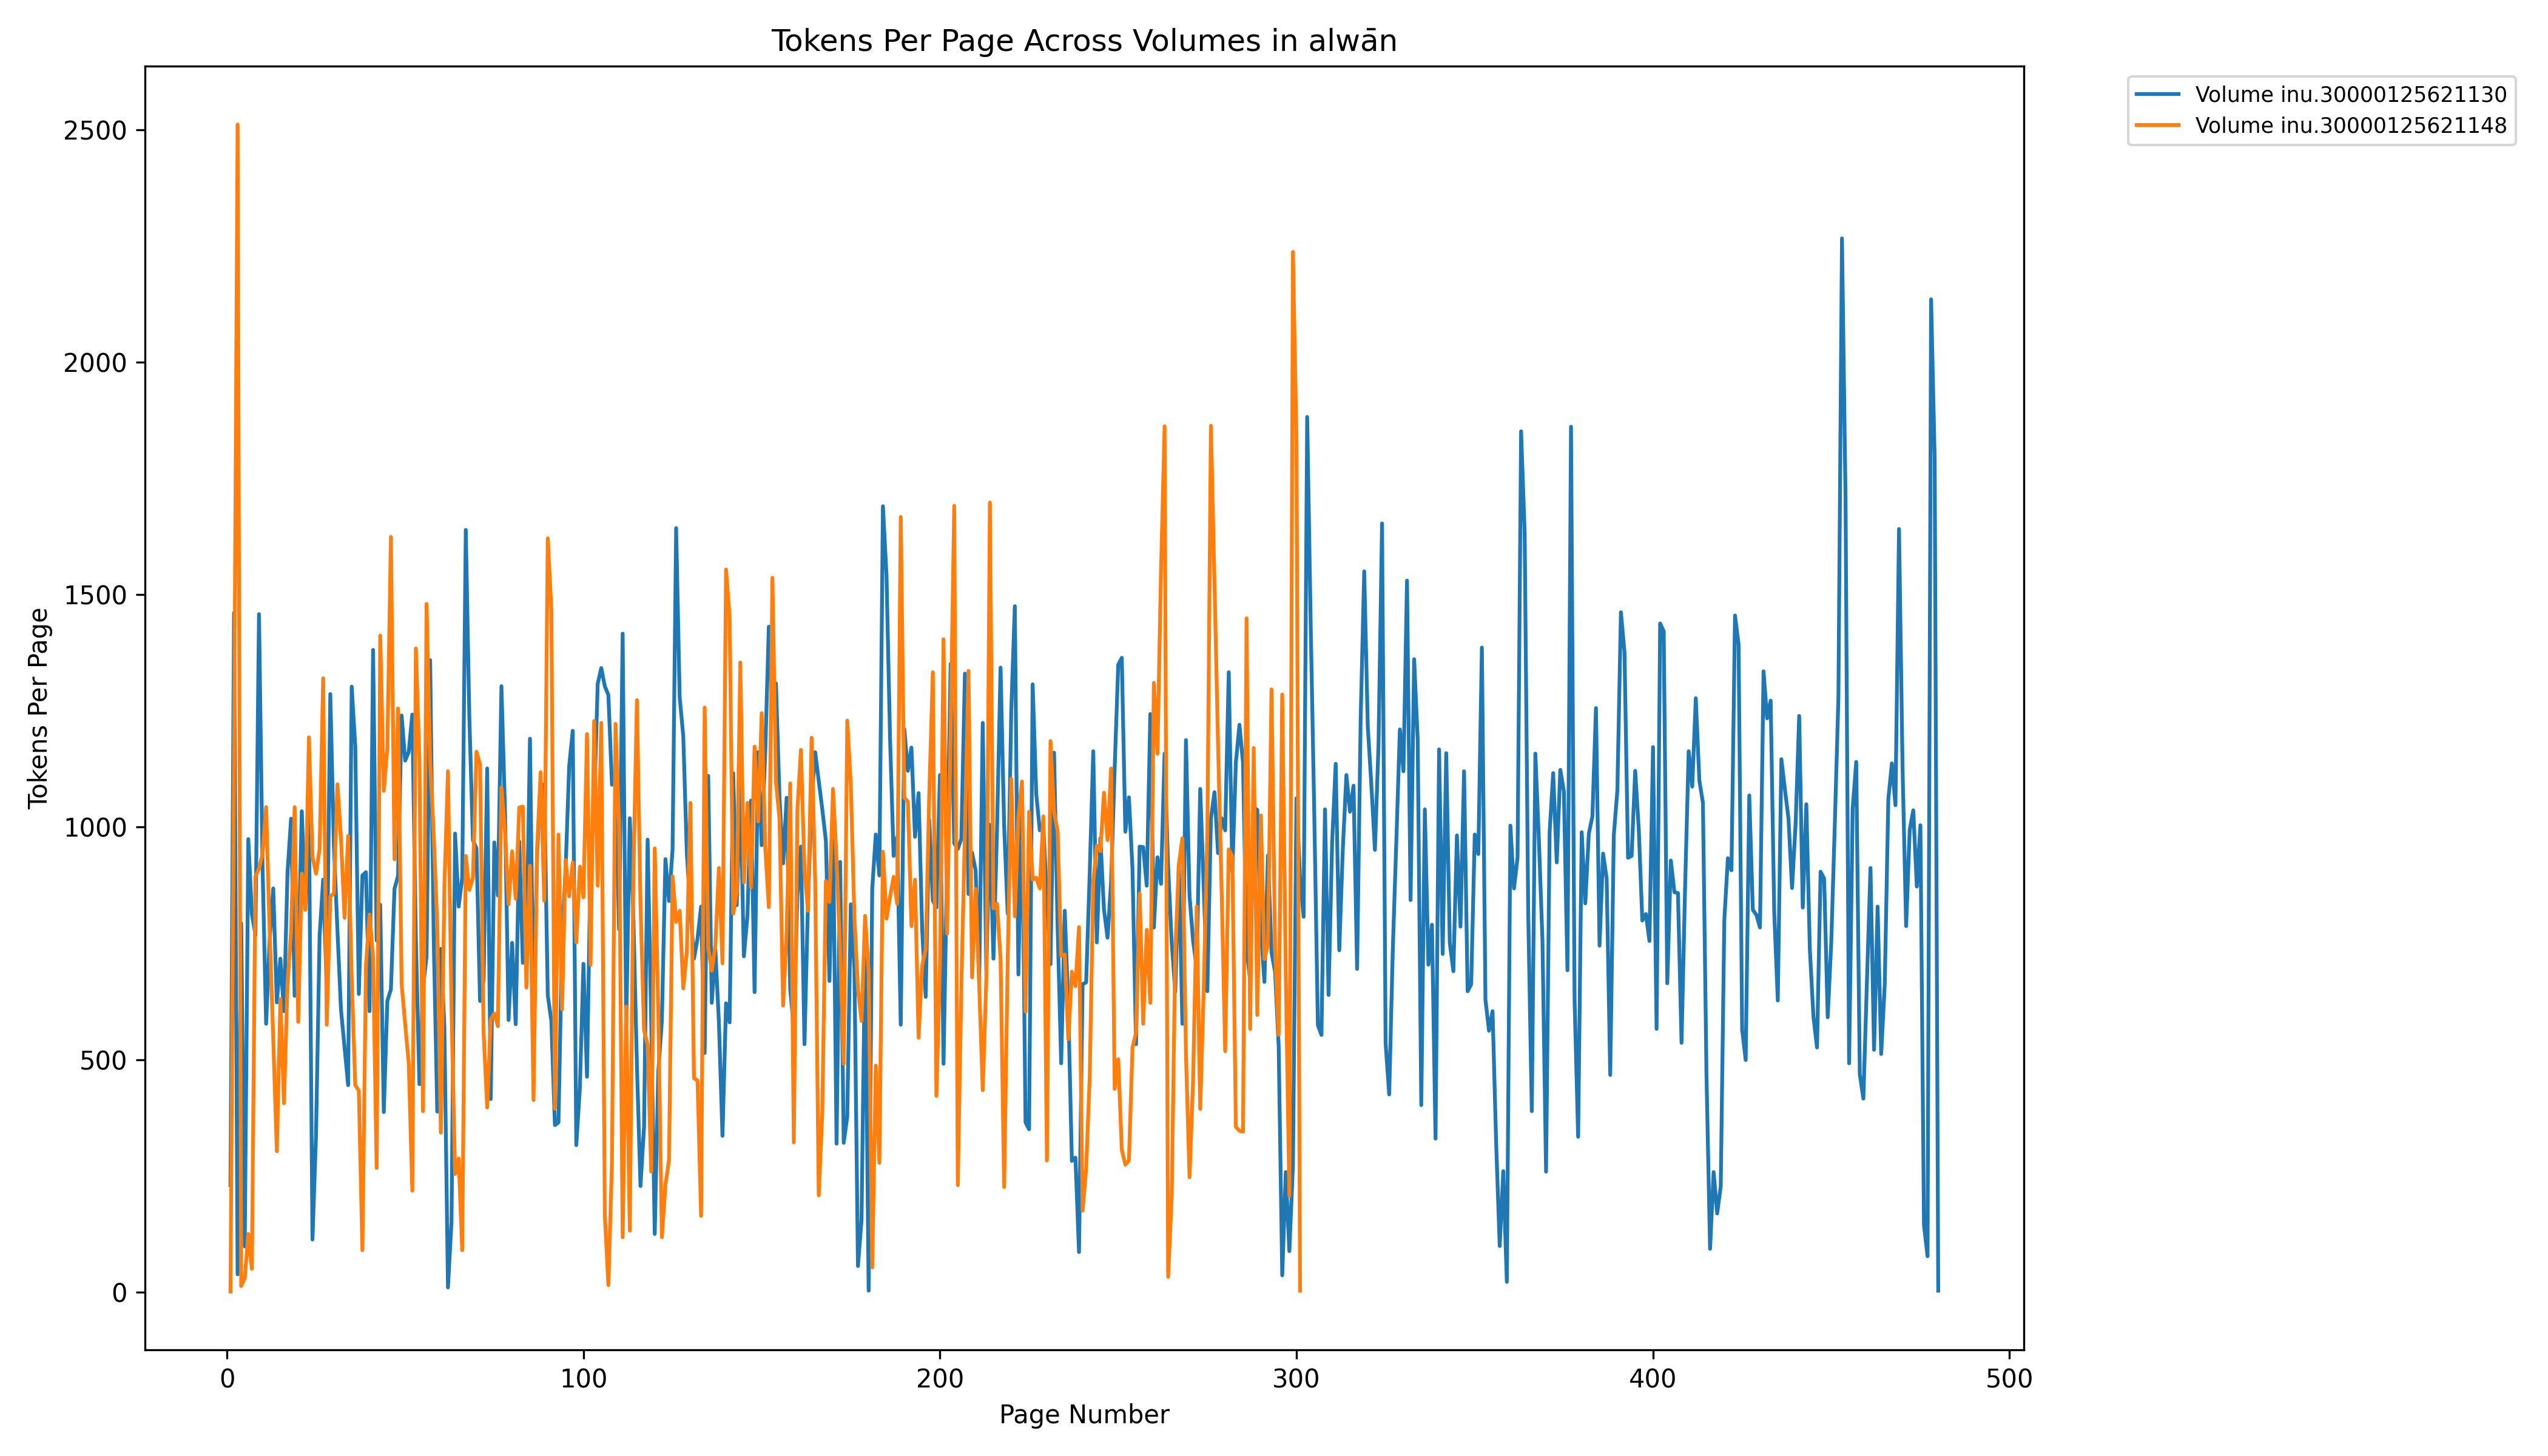 Tokens Per Page Across Volumes in alwān
Volume inu.30000125621130
Volume inu.30000125621148
Tokens Per Page
2500
2000
1500
1000
500
0
0 100 200 300 400 500
Page Number